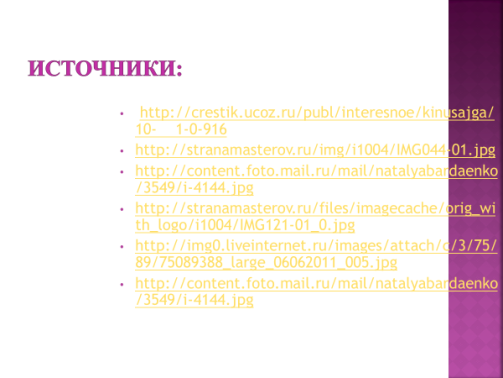 ИСТОЧНИКИ:
• http://crestik.ucoz.ru/publ/interesnoe/kinusajga/
10- 1-0-916
• http://stranamasterov.ru/img/i1004/IMG044-01.jpg
• http://content.foto.mail.ru/mail/natalyabardaenko
/3549/i-4144.jpg
• http://stranamasterov.ru/files/imagecache/orig_wi
th_logo/i1004/IMG121-01_0.jpg
• http://img0.liveinternet.ru/images/attach/c/3/75/
89/75089388_large_06062011_005.jpg
• http://content.foto.mail.ru/mail/natalyabardaenko
/3549/i-4144.jpg